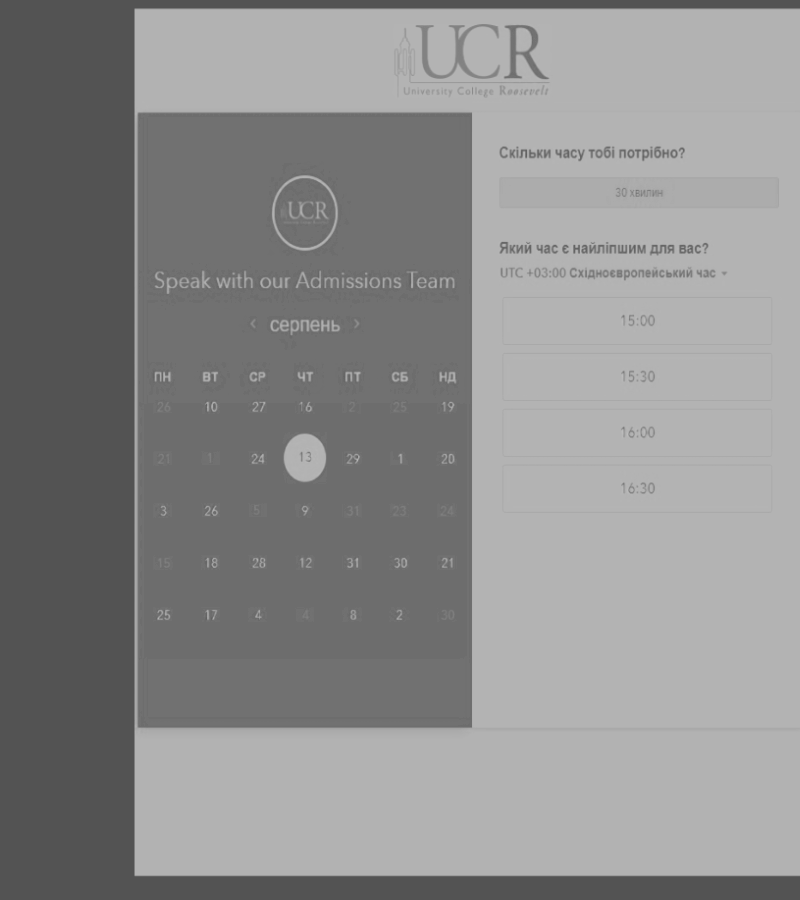 UCR
University College Roosevelt
UCR
Speak with our Admissions Team
< серпень >
ПН ВТ СР ЧТ ПТ СБ НД
26 10 27 16 2 25 19
21 1 24 13 29 1 20
3 26 5 9 31 23 24
15 18 28 12 31 30 21
25 17 4 4 8 2 30
Скільки часу тобі потрібно?
30 хвилин
Який час є найліпшим для вас?
UTC +03:00 Східноєвропейський час
15:00
15:30
16:00
16:30